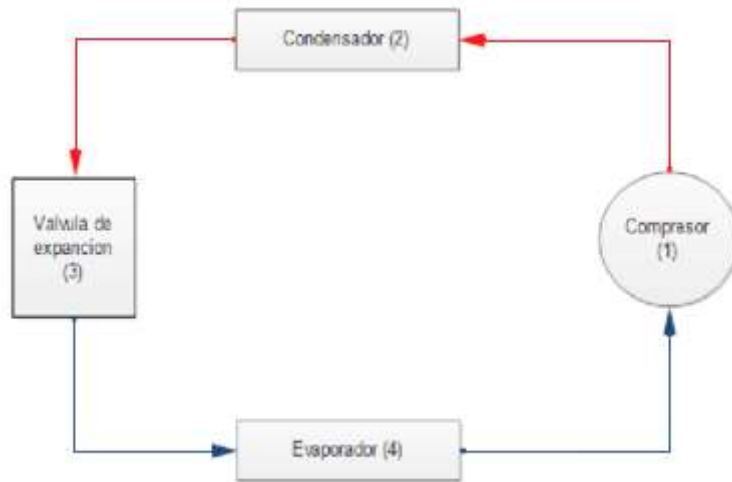 Condensador (2)
Valvula de
expancion
(3)
Compresor
(1)
Evaporador (4)